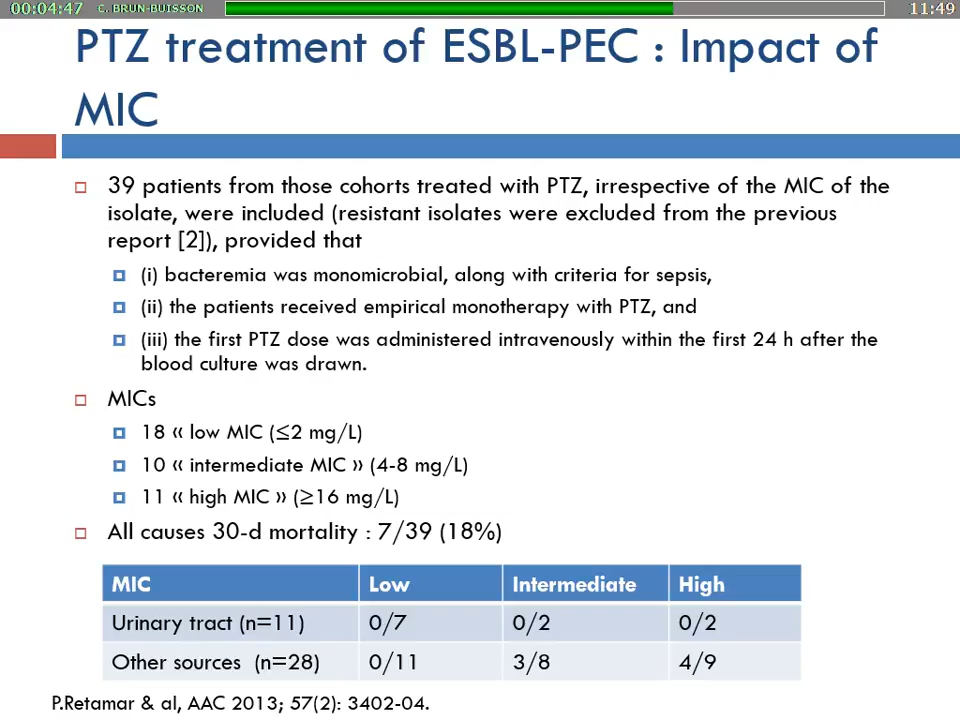 00:04:47 C. BRUN-BUISSON 11:49
PTZ treatment of ESBL-PEC : Impact of
MIC
39 patients from those cohorts treated with PTZ, irrespective of the MIC of the
isolate, were included (resistant isolates were excluded from the previous
report [2]), provided that
(i) bacteremia was monomicrobial, along with criteria for sepsis,
(ii) the patients received empirical monotherapy with PTZ, and
(iii) the first PTZ dose was administered intravenously within the first 24 h after the
blood culture was drawn.
MICs
18 « low MIC (≤2 mg/L)
10 « intermediate MIC » (4-8 mg/L)
11 « high MIC » (≥16 mg/L)
All causes 30-d mortality : 7/39 (18%)
MIC Low Intermediate High
Urinary tract (n=11) 0/7 0/2 0/2
Other sources (n=28) 0/11 3/8 4/9
P.Retamar & al, AAC 2013; 57(2): 3402-04.